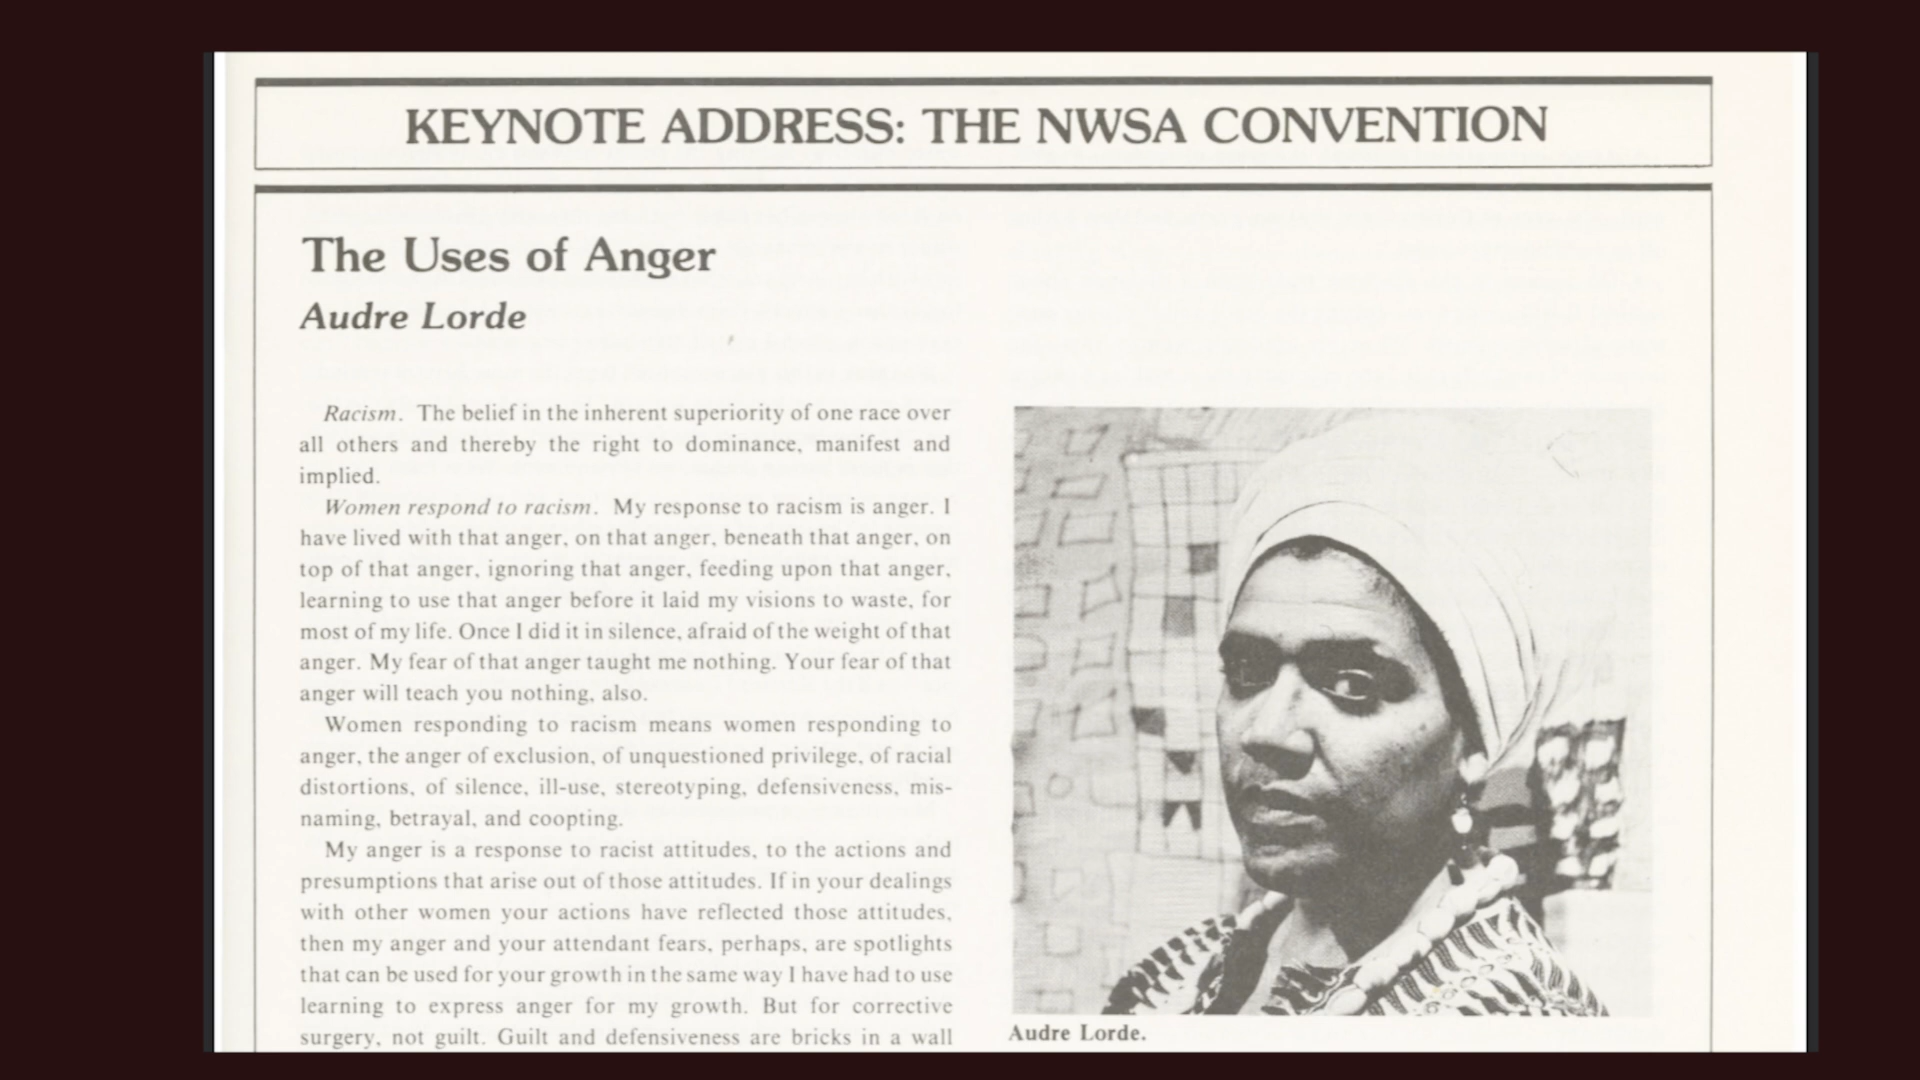 KEYNOTE ADDRESS: THE NWSA CONVENTION
The Uses of Anger
Audre Lorde
Racism. The belief in the inherent superiority of one race over
all others and thereby the right to dominance, manifest and
implied.
Women respond to racism. My response to racism is anger. I
have lived with that anger, on that anger, beneath that anger, on
top of that anger, ignoring that anger, feeding upon that anger,
learning to use that anger before it laid my visions to waste, for
most of my life. Once I did it in silence, afraid of the weight of that
anger. My fear of that anger taught me nothing. Your fear of that
anger will teach you nothing, also.
Women responding to racism means women responding to
anger, the anger of exclusion, of unquestioned privilege, of racial
distortions, of silence, ill-use, stereotyping, defensiveness, mis-
naming, betrayal, and coopting.
My anger is a response to racist attitudes, to the actions and
presumptions that arise out of those attitudes. If in your dealings
with other women your actions have reflected those attitudes,
then my anger and your attendant fears, perhaps, are spotlights
that can be used for your growth in the same way I have had to use
learning to express anger for my growth. But for corrective
surgery, not guilt. Guilt and defensiveness are bricks in a wall
Audre Lorde.